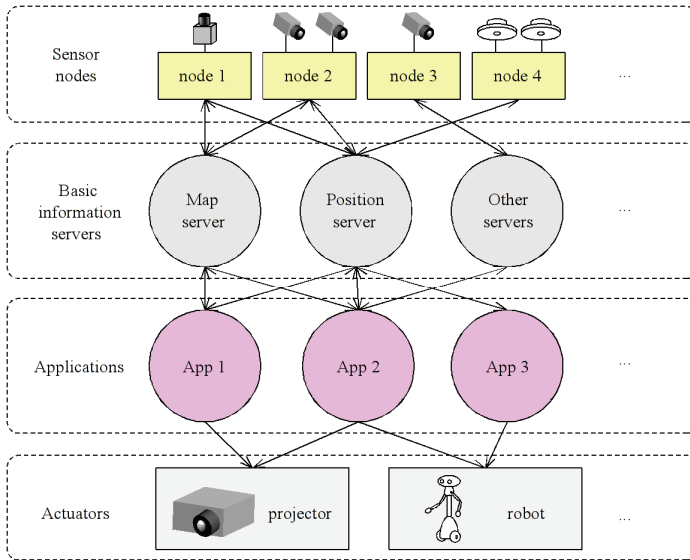 Sensor
nodes
node 1
node 2
node 3
node 4
...
Basic
information
servers
Map
server
Position
server
Other
servers
...
Applications
App 1
App 2
App 3
...
Actuators
projector
robot
...